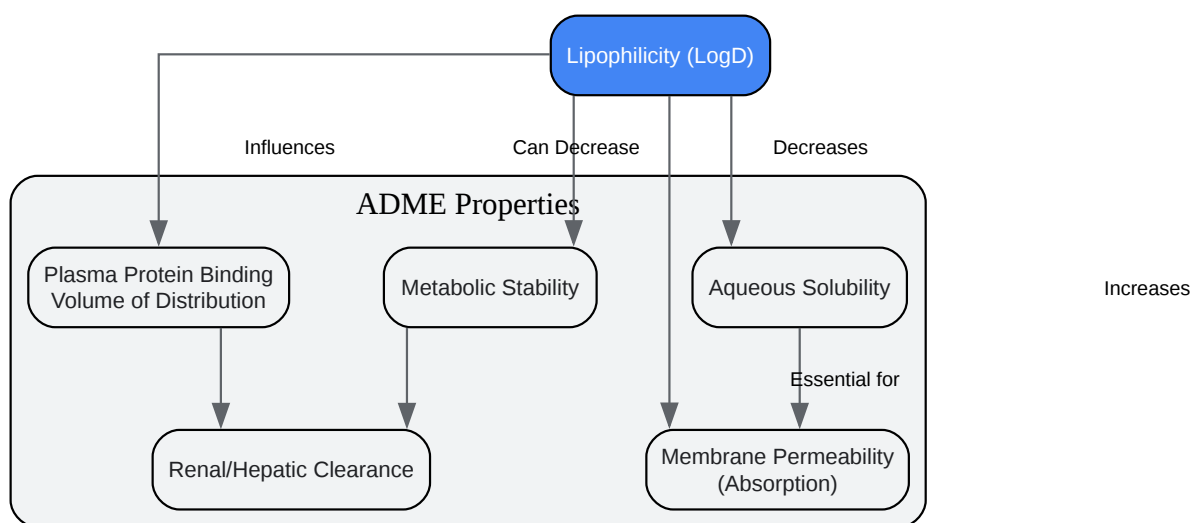 Lipophilicity (LogD)
Influences
Can Decrease
Decreases
ADME Properties
Plasma Protein Binding
Volume of Distribution
Metabolic Stability
Aqueous Solubility
Increases
Essential for
Renal/Hepatic Clearance
Membrane Permeability
(Absorption)